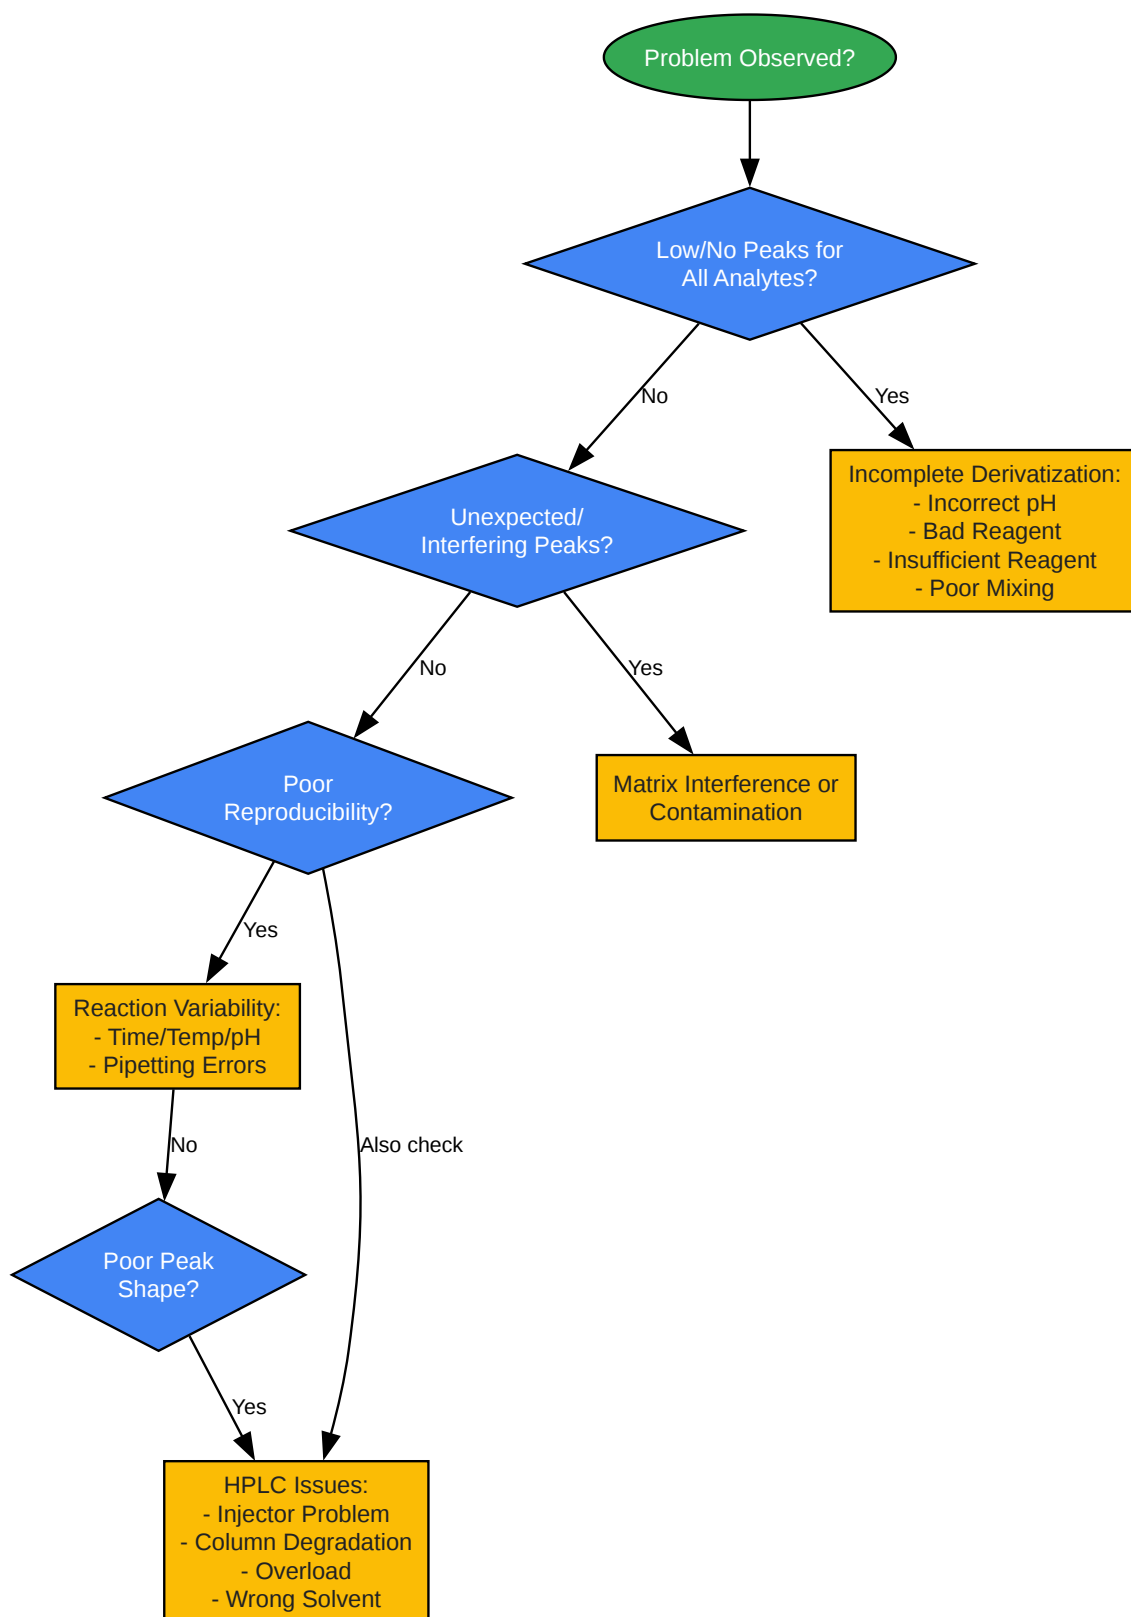 Problem Observed?
Low/No Peaks for
All Analytes?
No
Yes
Unexpected/
Interfering Peaks?
Incomplete Derivatization:
- Incorrect pH
- Bad Reagent
- Insufficient Reagent
- Poor Mixing
No
Yes
Poor
Reproducibility?
Matrix Interference or
Contamination
Yes
Reaction Variability:
- Time/Temp/pH
- Pipetting Errors
No
Also check
Poor Peak
Shape?
Yes
HPLC Issues:
- Injector Problem
- Column Degradation
- Overload
- Wrong Solvent